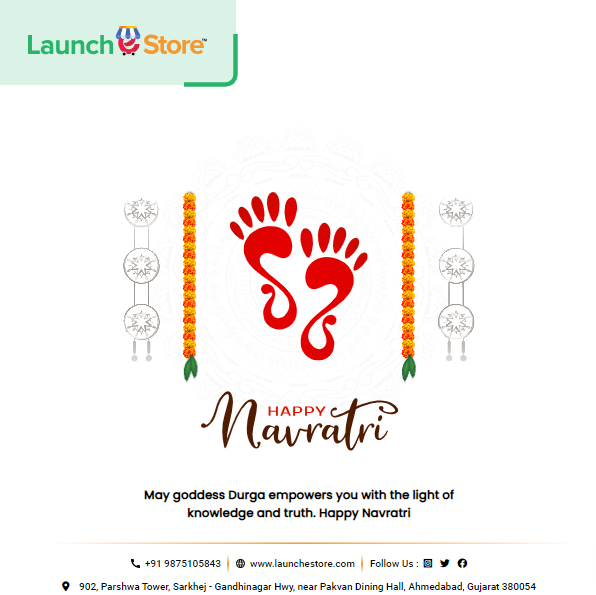 Launch e Store™
HAPPY
Navratri
May goddess Durga empowers you with the light of
knowledge and truth. Happy Navratri
+91 9875105843 www.launchestore.com Follow Us :
902, Parshwa Tower, Sarkhej - Gandhinagar Hwy, near Pakvan Dining Hall, Ahmedabad, Gujarat 380054